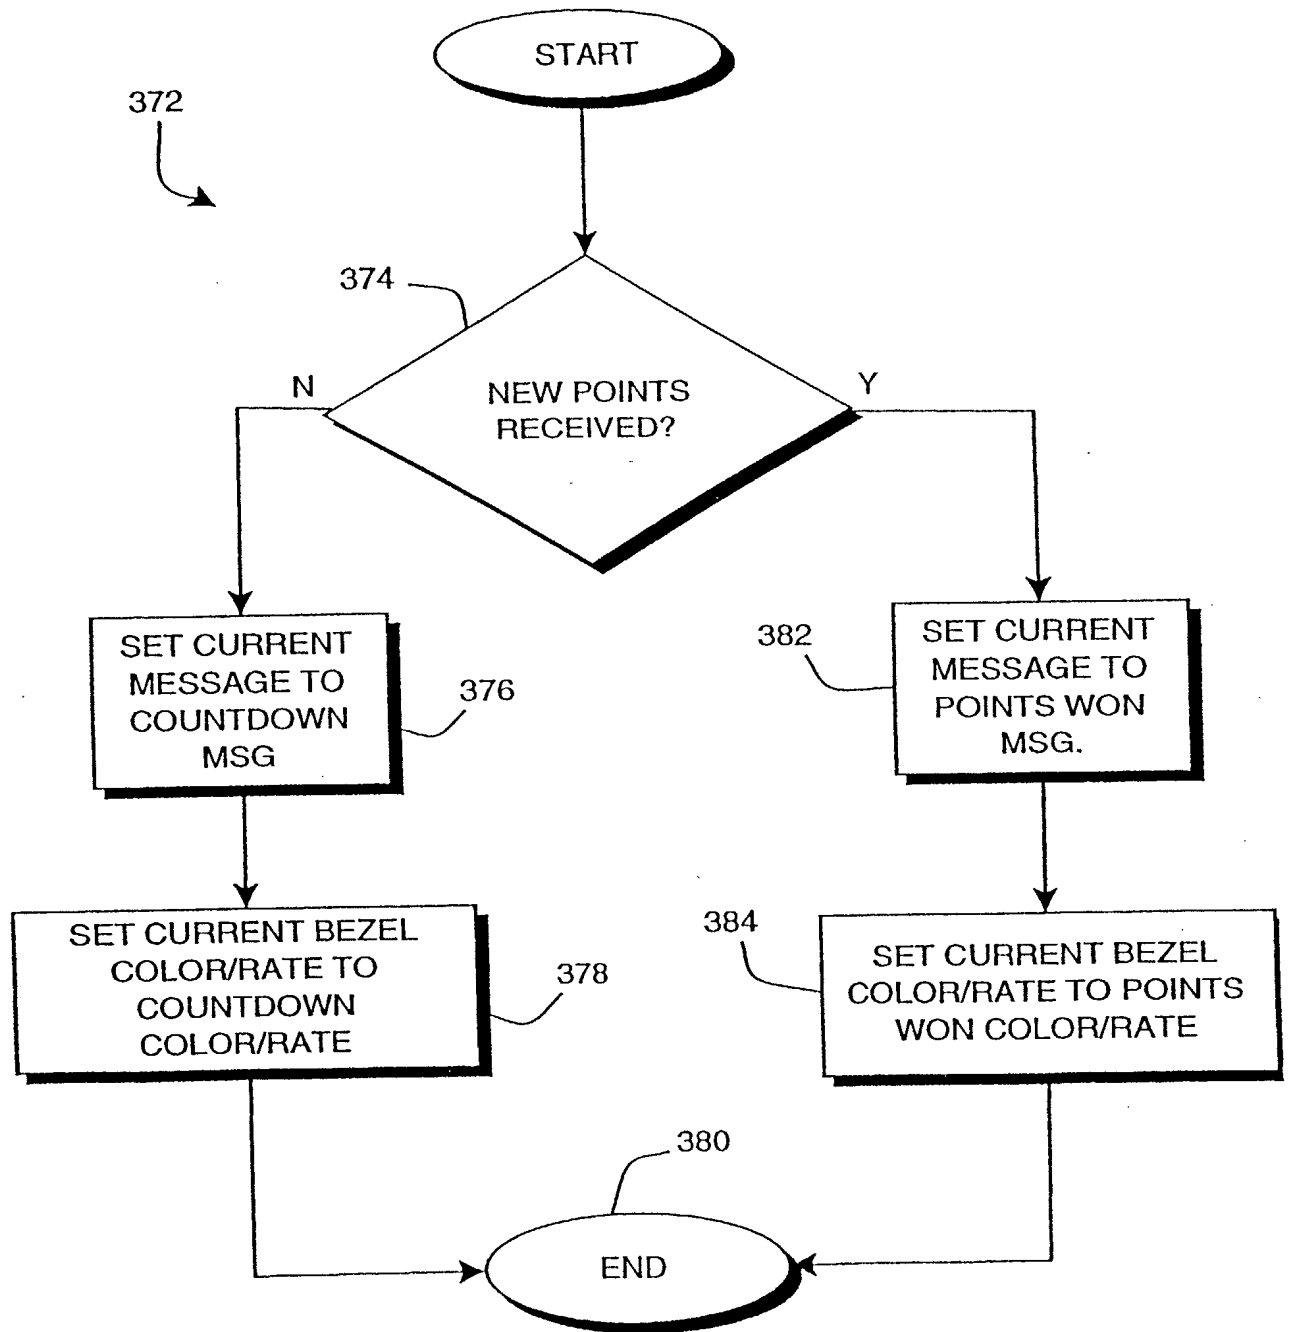 START
372
374
N
Y
NEW POINTS
RECEIVED?
SET CURRENT
MESSAGE TO
COUNTDOWN
MSG
376
382
SET CURRENT
MESSAGE TO
POINTS WON
MSG.
SET CURRENT BEZEL
COLOR/RATE TO
COUNTDOWN
COLOR/RATE
378
384
SET CURRENT BEZEL
COLOR/RATE TO POINTS
WON COLOR/RATE
380
END